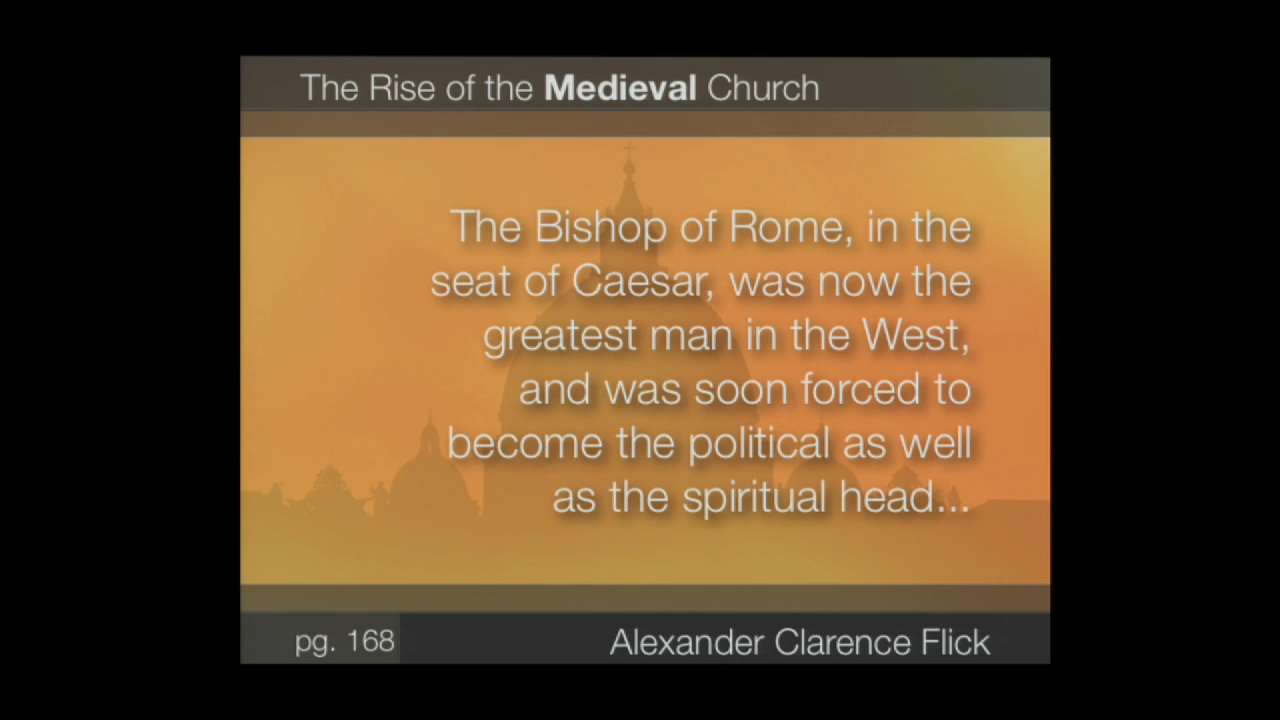 The Rise of the Medieval Church
The Bishop of Rome, in the
seat of Caesar, was now the
greatest man in the West,
and was soon forced to
become the political as well
as the spiritual head...
pg. 168
Alexander Clarence Flick